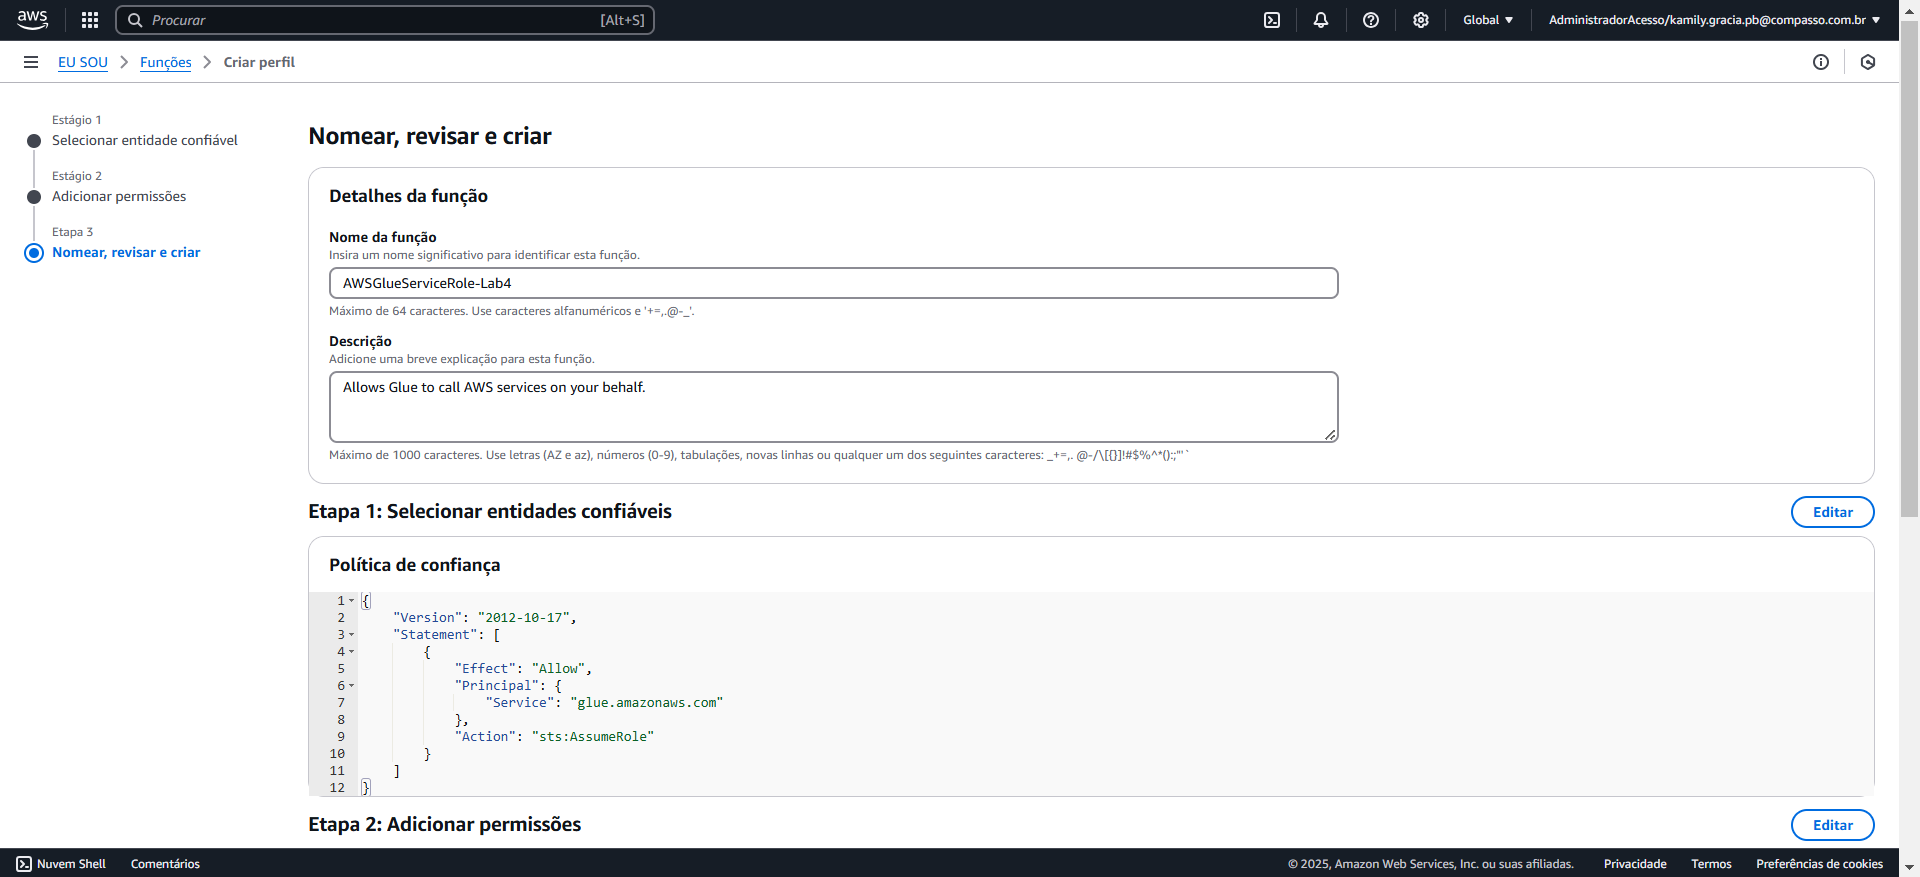 aws
Procurar [Alt+S]
Global
AdministradorAcesso/kamily.gracia.pb@compasso.com.br
EU SOU
Funções
Criar perfil
Estágio 1
Selecionar entidade confiável
Estágio 2
Adicionar permissões
Etapa 3
Nomear, revisar e criar
Nomear, revisar e criar
Detalhes da função
Nome da função
Insira um nome significativo para identificar esta função.
AWSGlueServiceRole-Lab4
Máximo de 64 caracteres. Use caracteres alfanuméricos e '+=,.@-_'.
Descrição
Adicione uma breve explicação para esta função.
Allows Glue to call AWS services on your behalf.
Máximo de 1000 caracteres. Use letras (AZ e az), números (0-9), tabulações, novas linhas ou qualquer um dos seguintes caracteres: _+=,. @-/\[{}]!#$%^*();:"'`
Etapa 1: Selecionar entidades confiáveis
Editar
Política de confiança
1 {
2 "Version": "2012-10-17",
3 "Statement": [
4 {
5 "Effect": "Allow",
6 "Principal": {
7 "Service": "glue.amazonaws.com"
8 },
9 "Action": "sts:AssumeRole"
10 }
11 ]
12 }
Etapa 2: Adicionar permissões
Editar
Nuvem Shell
Comentários
© 2025, Amazon Web Services, Inc. ou suas afiliadas.
Privacidade
Termos
Preferências de cookies